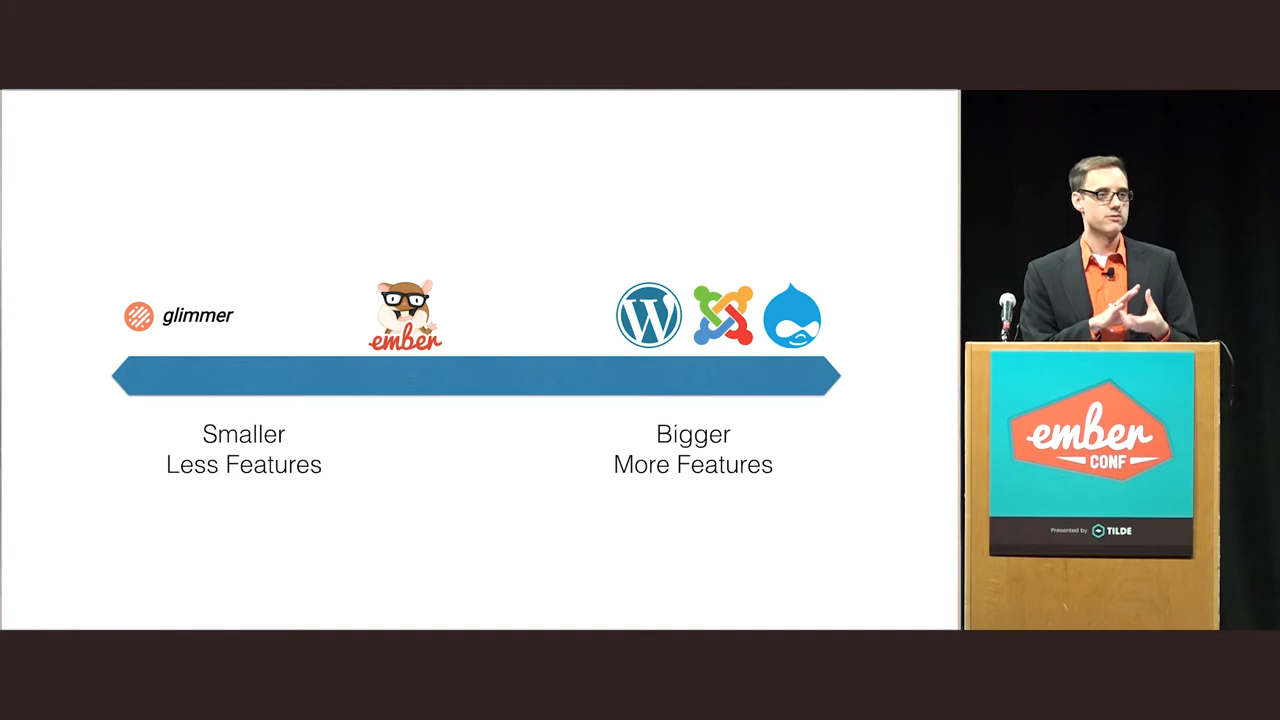 glimmer
ember
W
Smaller
Less Features
Bigger
More Features
ember
CONF
Presented by TILDE